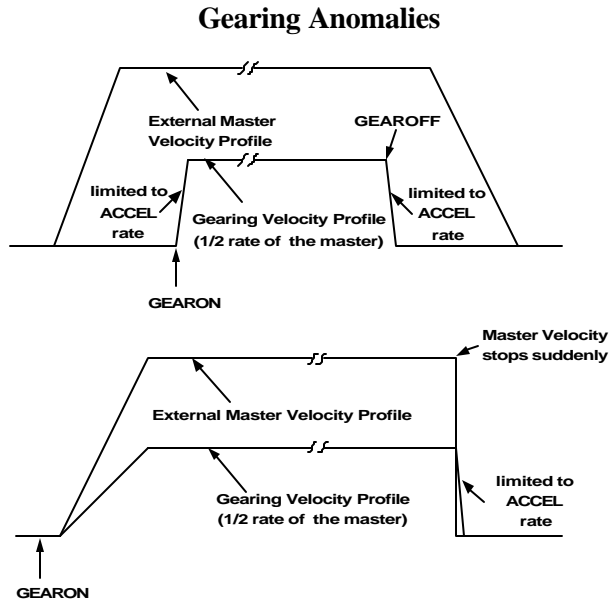 Gearing Anomalies
External Master
Velocity Profile
GEAROFF
limited to
ACCEL
rate
Gearing Velocity Profile
(1/2 rate of the master)
limited to
ACCEL
rate
GEARON
Master Velocity
stops suddenly
External Master Velocity Profile
Gearing Velocity Profile
(1/2 rate of the master)
limited to
ACCEL
rate
GEARON